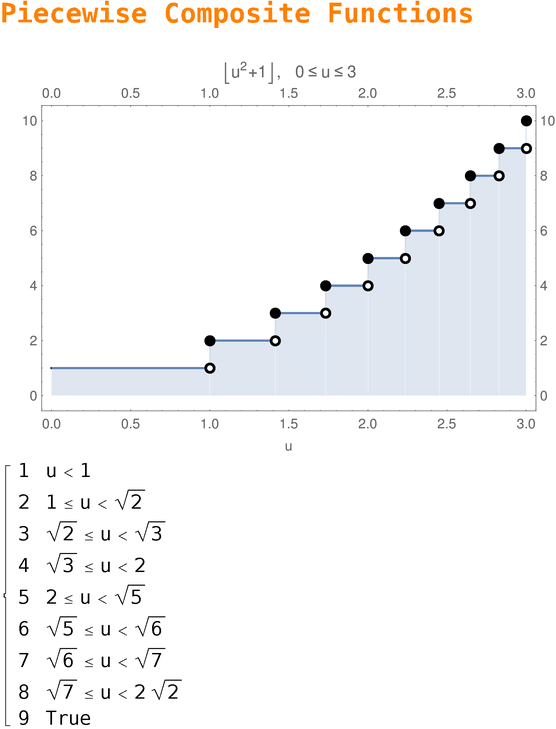 Piecewise Composite Functions
⌊u²+1⌋, 0 ≤ u ≤ 3
0.0 0.5 1.0 1.5 2.0 2.5 3.0
10 10
8 8
6 6
4 4
2 2
0 0
0.0 0.5 1.0 1.5 2.0 2.5 3.0
u
1 u < 1
2 1 ≤ u < √2
3 √2 ≤ u < √3
4 √3 ≤ u < 2
5 2 ≤ u < √5
6 √5 ≤ u < √6
7 √6 ≤ u < √7
8 √7 ≤ u < 2 √2
9 True